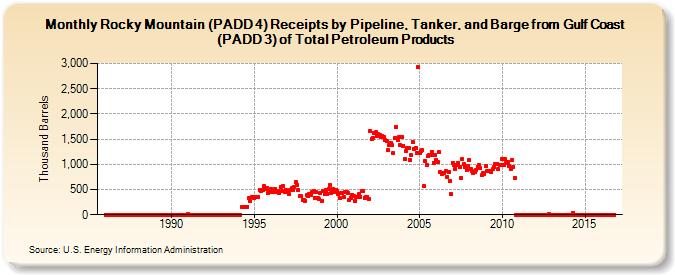 Monthly Rocky Mountain (PADD 4) Receipts by Pipeline, Tanker, and Barge from Gulf Coast
(PADD 3) of Total Petroleum Products
Thousand Barrels
3,000
2,500
2,000
1,500
1,000
500
0
1990 1995 2000 2005 2010 2015
Source: U.S. Energy Information Administration